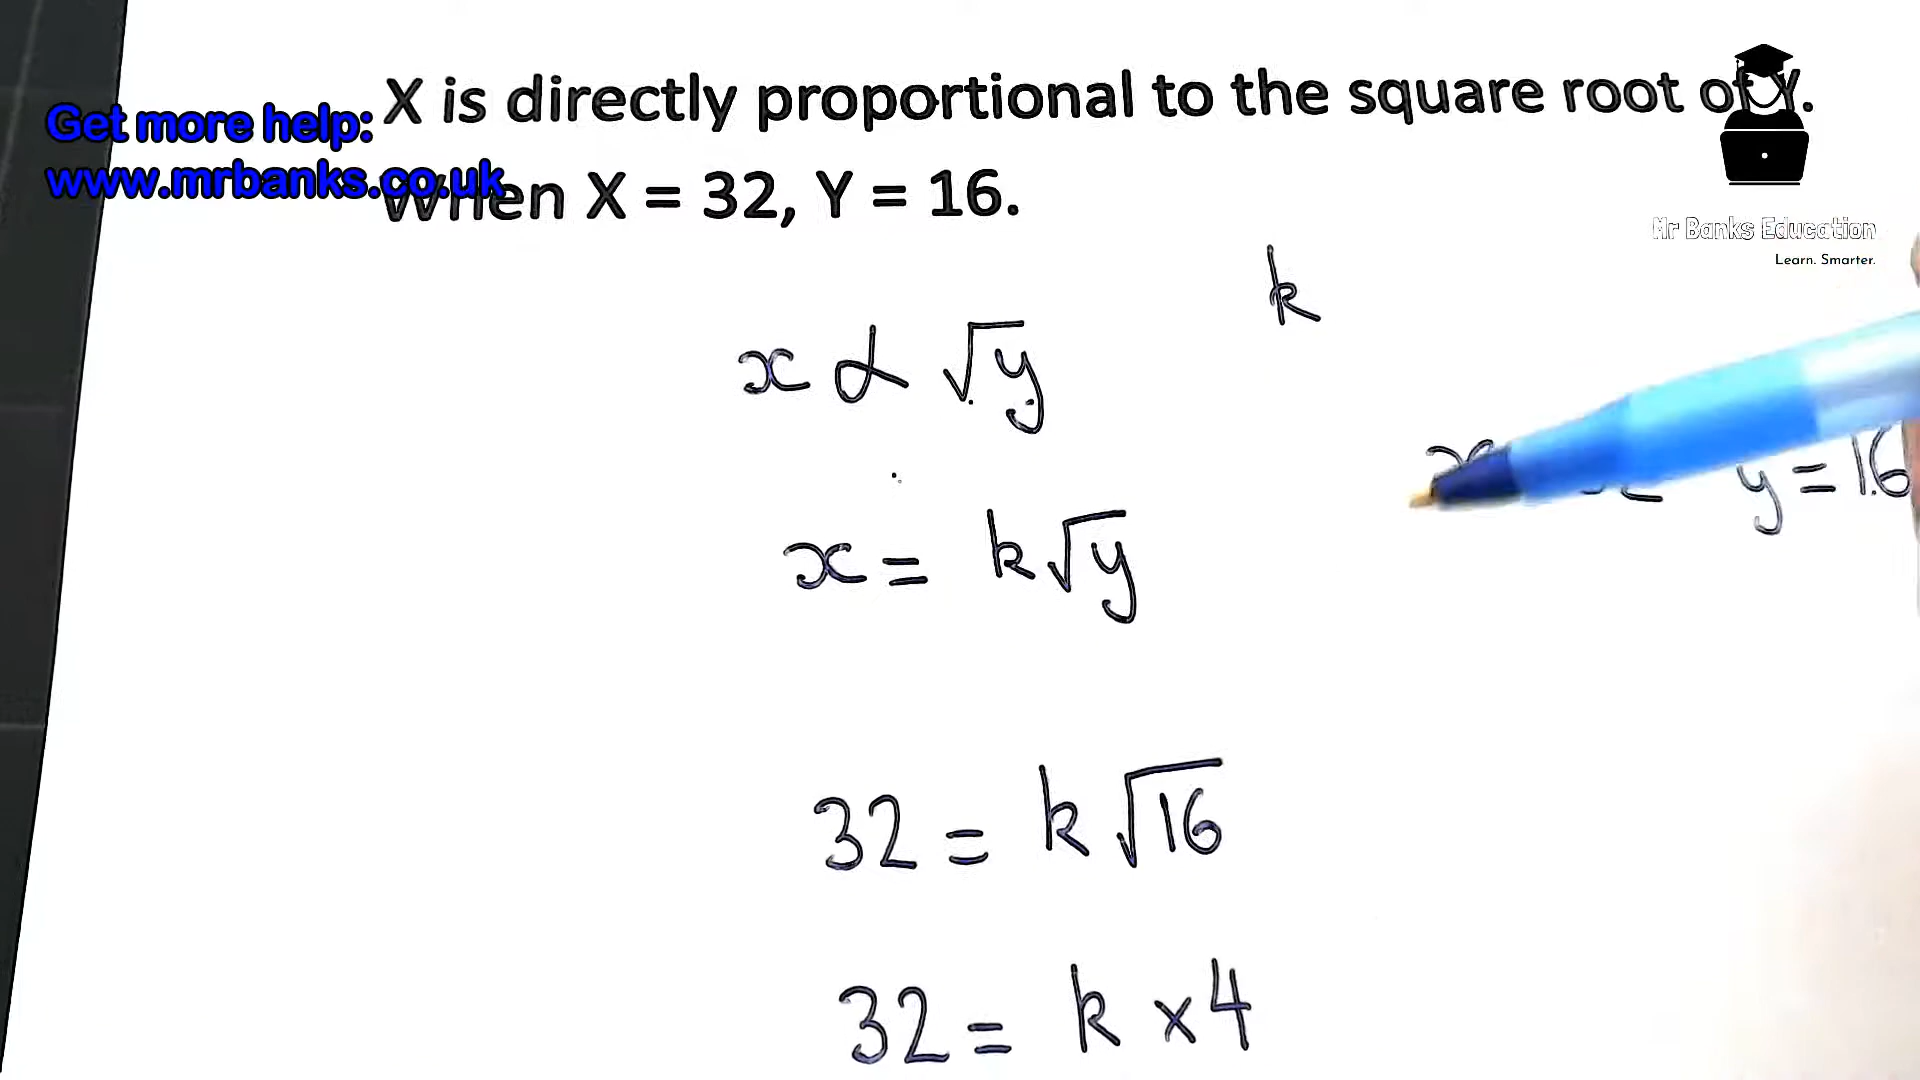 X is directly proportional to the square root of Y.
Get more help:
www.mrbanks.co.uk
When X = 32, Y = 16.
Mr Banks Education
Learn. Smarter.
k
x ∝ √y
y = 16
x = k√y
32 = k√16
32 = k × 4